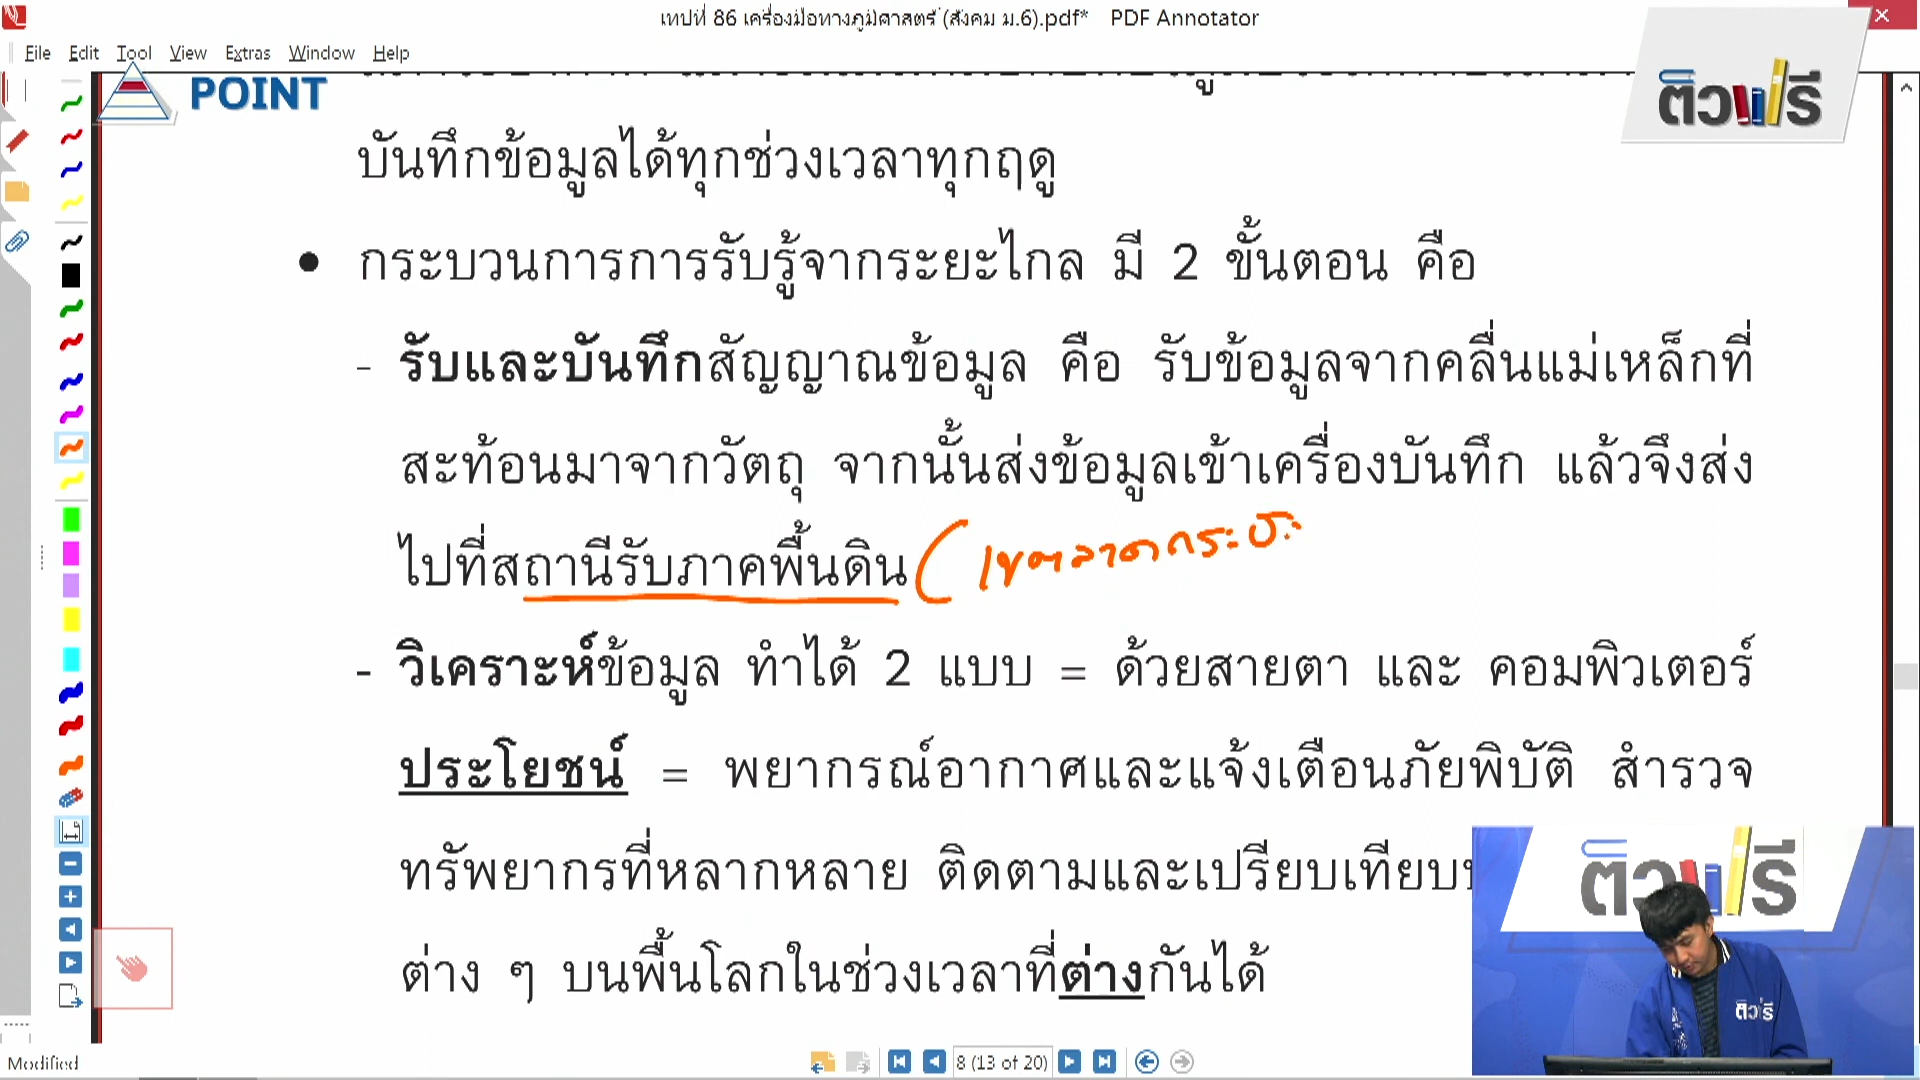 เทปที่ 86 เครื่องมือทางภูมิศาสตร์ (สังคม ม.6).pdf* PDF Annotator
File Edit Tool View Extras Window Help
POINT
ติวฟรี
บันทึกข้อมูลได้ทุกช่วงเวลาทุกฤดู
● กระบวนการการรับรู้จากระยะไกล มี 2 ขั้นตอน คือ
- รับและบันทึกสัญญาณข้อมูล คือ รับข้อมูลจากคลื่นแม่เหล็กที่
สะท้อนมาจากวัตถุ จากนั้นส่งข้อมูลเข้าเครื่องบันทึก แล้วจึงส่ง
ไปที่สถานีรับภาคพื้นดิน (เขตลาดกระบัง
- วิเคราะห์ข้อมูล ทำได้ 2 แบบ = ด้วยสายตา และ คอมพิวเตอร์
ประโยชน์ = พยากรณ์อากาศและแจ้งเตือนภัยพิบัติ สำรวจ
ทรัพยากรที่หลากหลาย ติดตามและเปรียบเทียบ
ต่าง ๆ บนพื้นโลกในช่วงเวลาที่ต่างกันได้
ติวฟรี
ติวฟรี
Modified
8 (13 of 20)